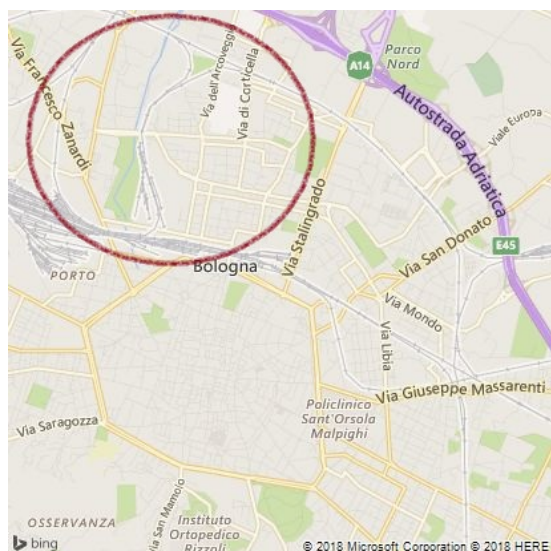 Parco
Nord
A14
Via dell'Arcoveggio
Via di Corticella
Via Francesco Zanardi
Autostrada Adriatica
Viale Europa
Via Stalingrado
Via San Donato
E45
Bologna
PORTO
Via Mondo
Via Libia
Via Giuseppe Massarenti
Policlinico
Sant'Orsola
Malpighi
Via Saragozza
Via San Mamolo
OSSERVANZA
Instituto
Ortopedico
Rizzoli
bing
© 2018 Microsoft Corporation © 2018 HERE